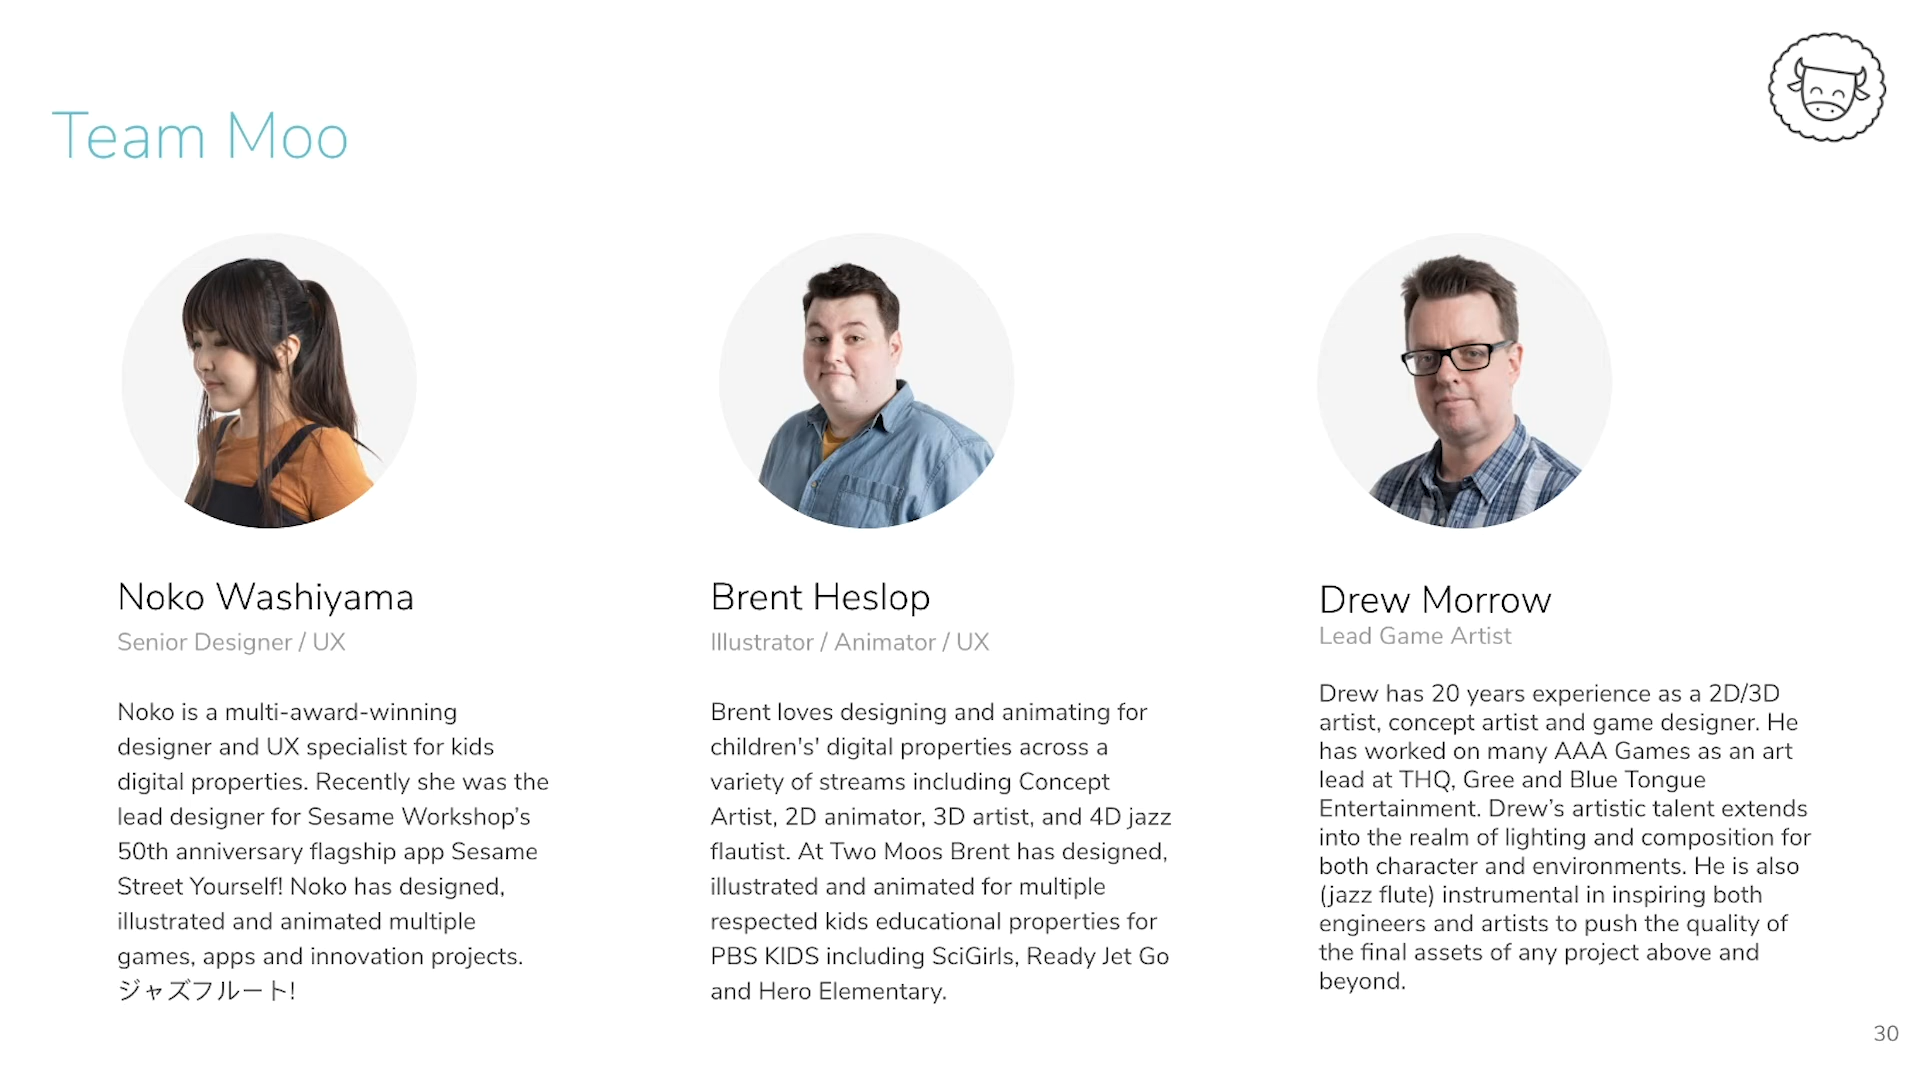 Team Moo
Noko Washiyama
Senior Designer / UX
Noko is a multi-award-winning
designer and UX specialist for kids
digital properties. Recently she was the
lead designer for Sesame Workshop's
50th anniversary flagship app Sesame
Street Yourself! Noko has designed,
illustrated and animated multiple
games, apps and innovation projects.
ジャズフルート!
Brent Heslop
Illustrator / Animator / UX
Brent loves designing and animating for
children's' digital properties across a
variety of streams including Concept
Artist, 2D animator, 3D artist, and 4D jazz
flautist. At Two Moos Brent has designed,
illustrated and animated for multiple
respected kids educational properties for
PBS KIDS including SciGirls, Ready Jet Go
and Hero Elementary.
Drew Morrow
Lead Game Artist
Drew has 20 years experience as a 2D/3D
artist, concept artist and game designer. He
has worked on many AAA Games as an art
lead at THQ, Gree and Blue Tongue
Entertainment. Drew’s artistic talent extends
into the realm of lighting and composition for
both character and environments. He is also
(jazz flute) instrumental in inspiring both
engineers and artists to push the quality of
the final assets of any project above and
beyond.
30